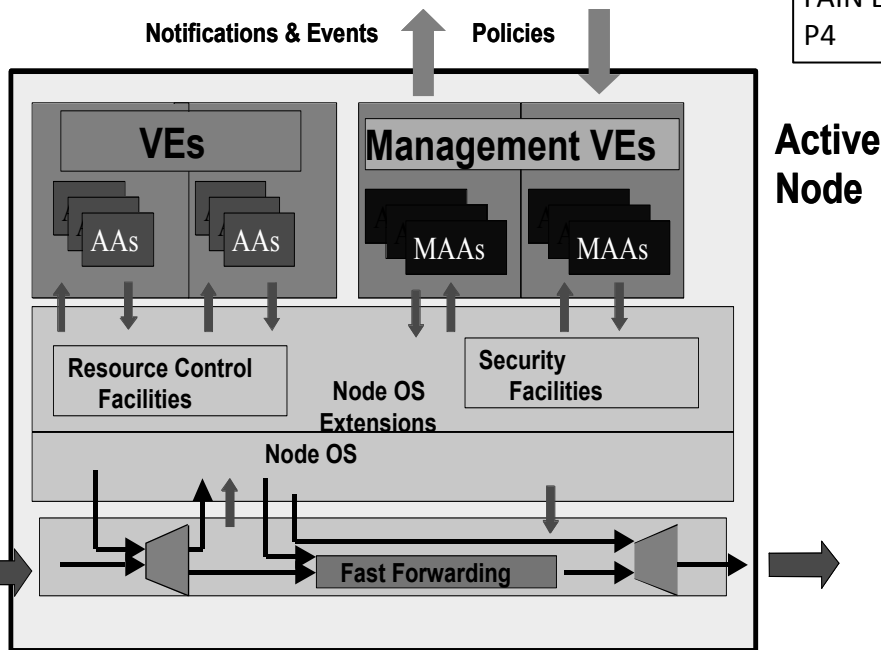 Notifications & Events
Policies
P4
VEs
Management VEs
Active
Node
AAs
AAs
MAAs
MAAs
Resource Control
Facilities
Security
Facilities
Node OS
Extensions
Node OS
Fast Forwarding